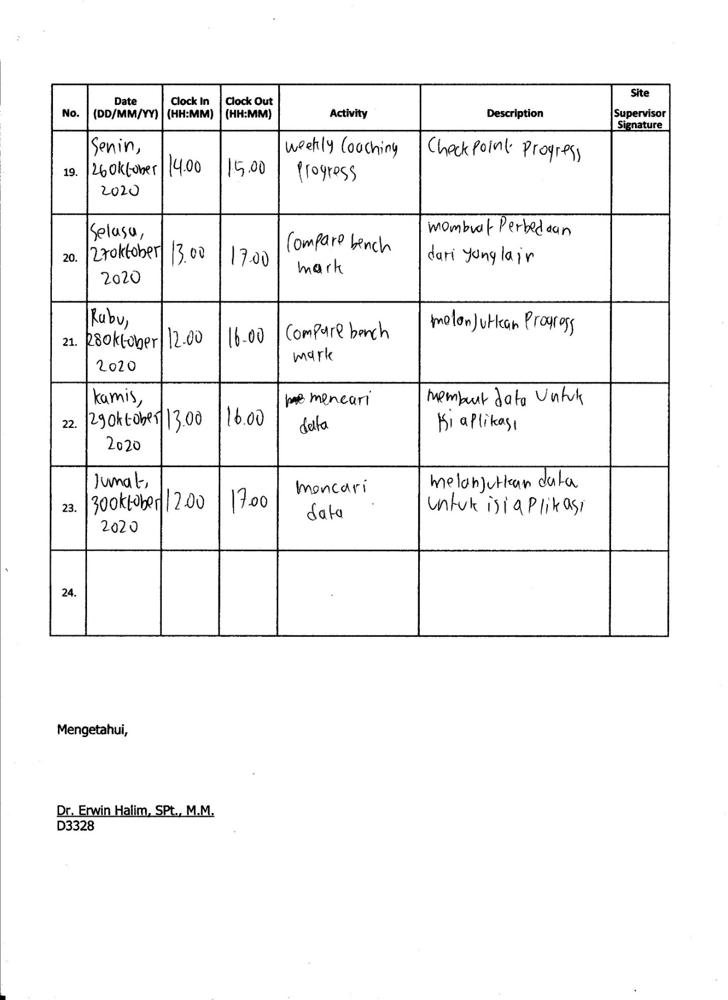 No.
Date
(DD/MM/YY)
Clock In
(HH:MM)
Clock Out
(HH:MM)
Activity
Description
Site
Supervisor
Signature
19.
Senin,
26 Oktober
2020
14.00
15.00
Weekly Coaching
Progress
Checkpoint Progress
20.
Selasa,
27 Oktober
2020
13.00
17.00
Compare bench
mark
membuat Perbedaan
dari yang lain
21.
Rabu,
28 Oktober
2020
12.00
16.00
Compare bench
mark
melanjutkan Progress
22.
Kamis,
29 Oktober
2020
13.00
16.00
mencari
data
membuat data Untuk
isi aplikasi
23.
Jumat,
30 Oktober
2020
12.00
17.00
mencari
data
melanjutkan data
untuk isi aplikasi
24.
Mengetahui,
Dr. Erwin Halim, SPt., M.M.
D3328